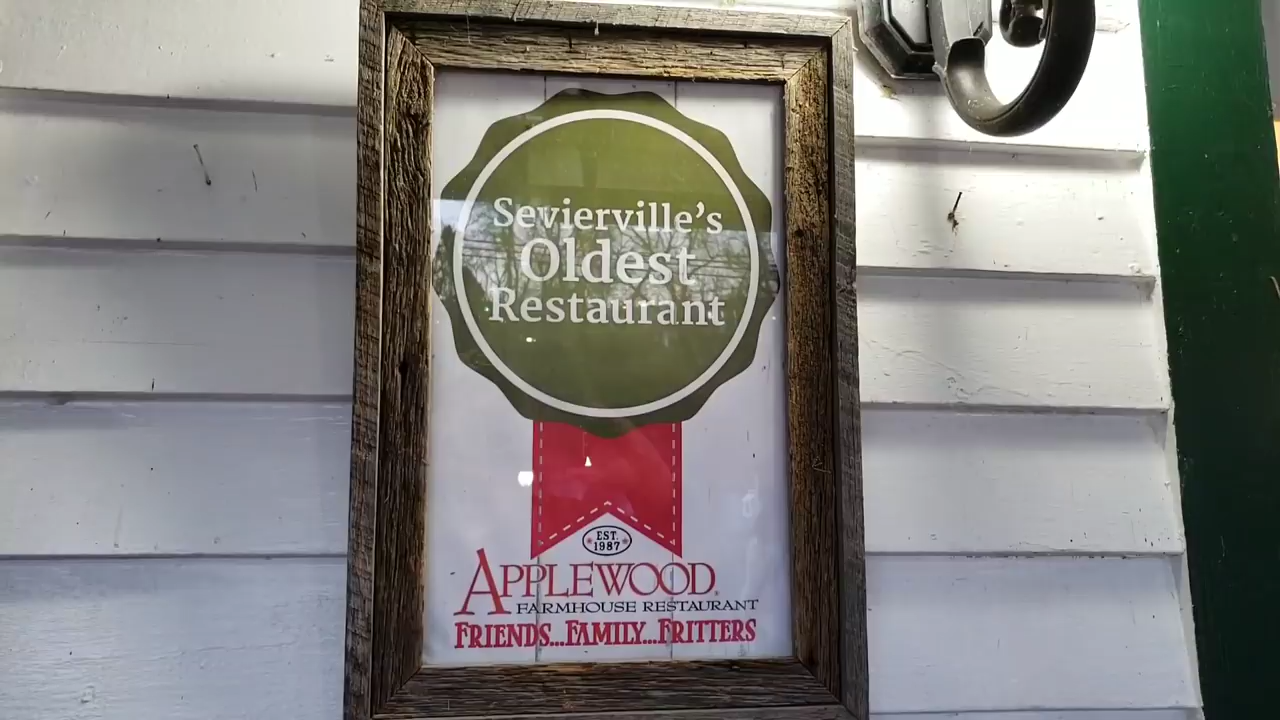 Sevierville's
Oldest
Restaurant
EST.
1987
APPLEWOOD
FARMHOUSE RESTAURANT
FRIENDS...FAMILY...FRITTERS